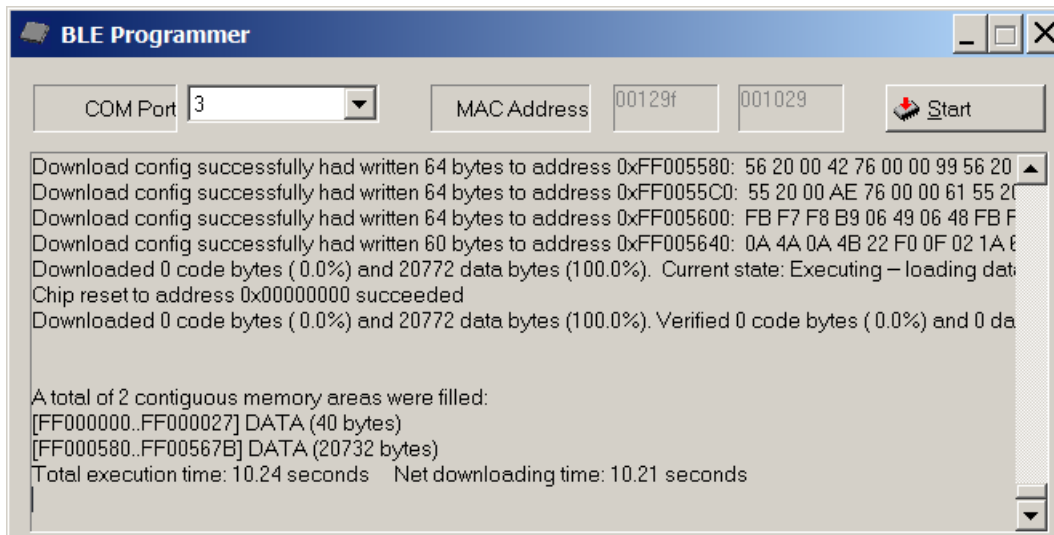 BLE Programmer
COM Port 3 MAC Address 00129f 001029 Start
Download config successfully had written 64 bytes to address 0xFF005580: 56 20 00 42 76 00 00 99 56 20
Download config successfully had written 64 bytes to address 0xFF0055C0: 55 20 00 AE 76 00 00 61 55 20
Download config successfully had written 64 bytes to address 0xFF005600: FB F7 F8 B9 06 49 06 48 FB F
Download config successfully had written 60 bytes to address 0xFF005640: 0A 4A 0A 4B 22 F0 0F 02 1A 6
Downloaded 0 code bytes ( 0.0%) and 20772 data bytes (100.0%). Current state: Executing – loading data
Chip reset to address 0x00000000 succeeded
Downloaded 0 code bytes ( 0.0%) and 20772 data bytes (100.0%). Verified 0 code bytes ( 0.0%) and 0 da
A total of 2 contiguous memory areas were filled:
[FF000000..FF000027] DATA (40 bytes)
[FF000580..FF00567B] DATA (20732 bytes)
Total execution time: 10.24 seconds Net downloading time: 10.21 seconds